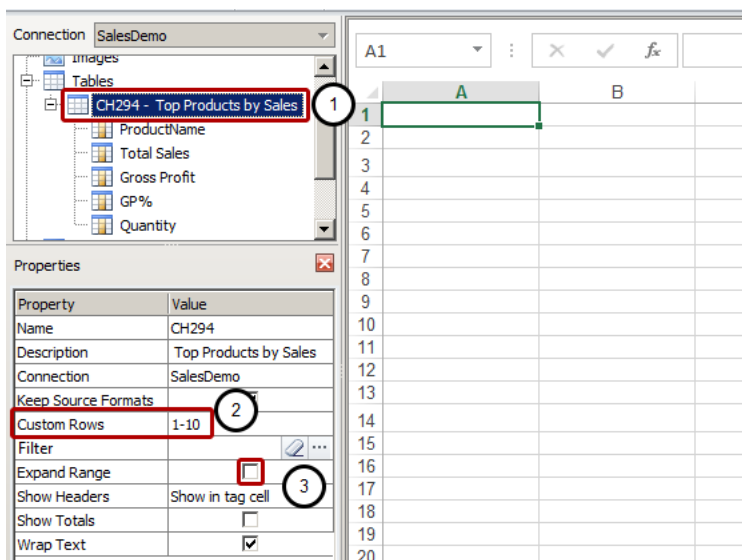 Connection SalesDemo
Images
Tables
CH294 - Top Products by Sales
1
ProductName
Total Sales
Gross Profit
GP%
Quantity
Properties
Property Value
Name CH294
Description Top Products by Sales
Connection SalesDemo
Keep Source Formats
2
Custom Rows 1-10
Filter ...
Expand Range
3
Show Headers Show in tag cell
Show Totals
Wrap Text
A1 fx
A B
1
2
3
4
5
6
7
8
9
10
11
12
13
14
15
16
17
18
19
20